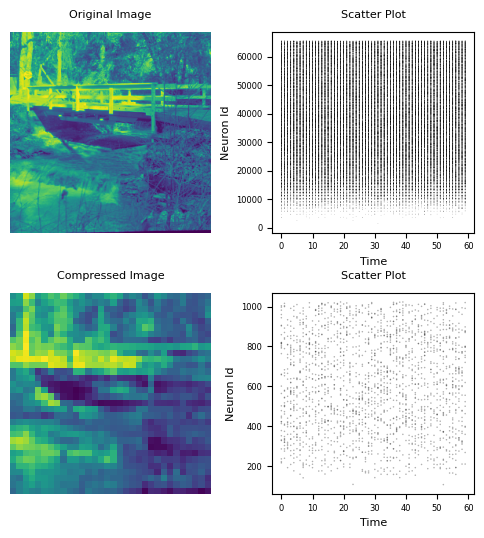 Original Image
Scatter Plot
Neuron Id
60000
50000
40000
30000
20000
10000
0
0 10 20 30 40 50 60
Time
Compressed Image
Scatter Plot
Neuron Id
1000
800
600
400
200
0 10 20 30 40 50 60
Time